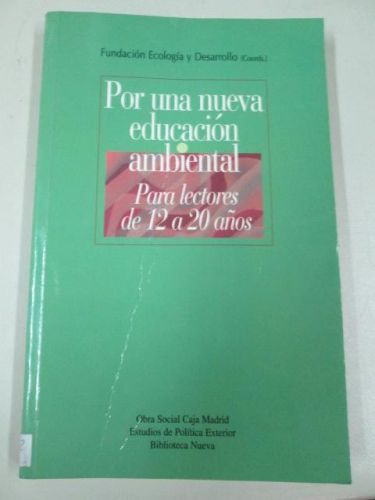 Fundación Ecología y Desarrollo (Coords.)
Por una nueva
educación
ambiental
Para lectores
de 12 a 20 años
Obra Social Caja Madrid
Estudios de Política Exterior
Biblioteca Nueva